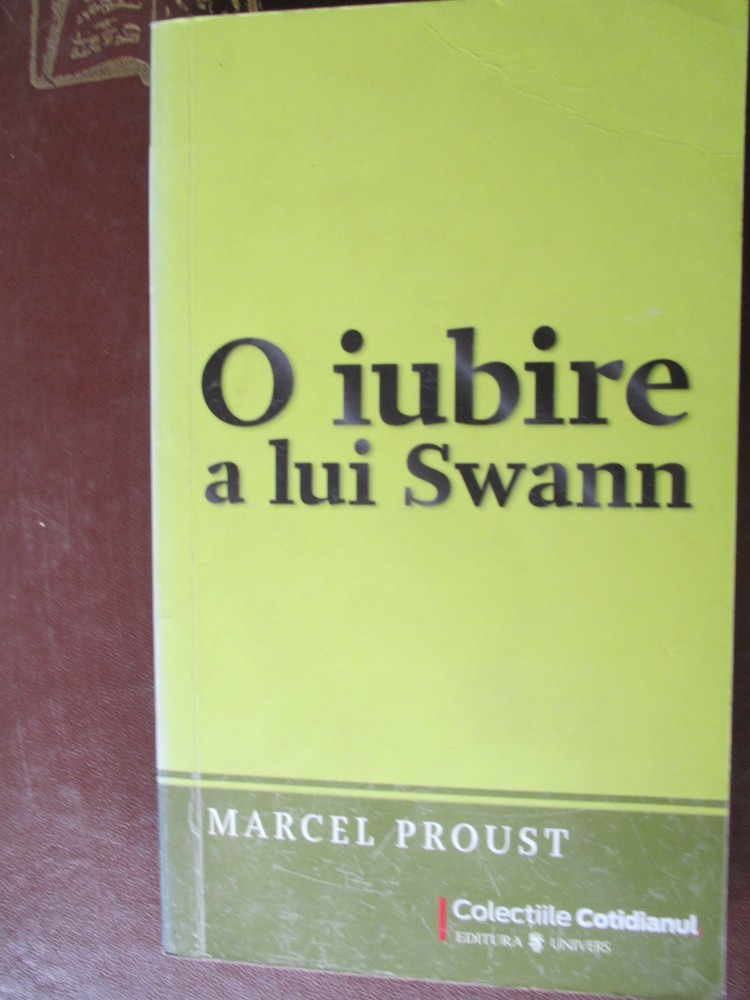 O iubire
a lui Swann
MARCEL PROUST
Colecțiile Cotidianul
EDITURA UNIVERS